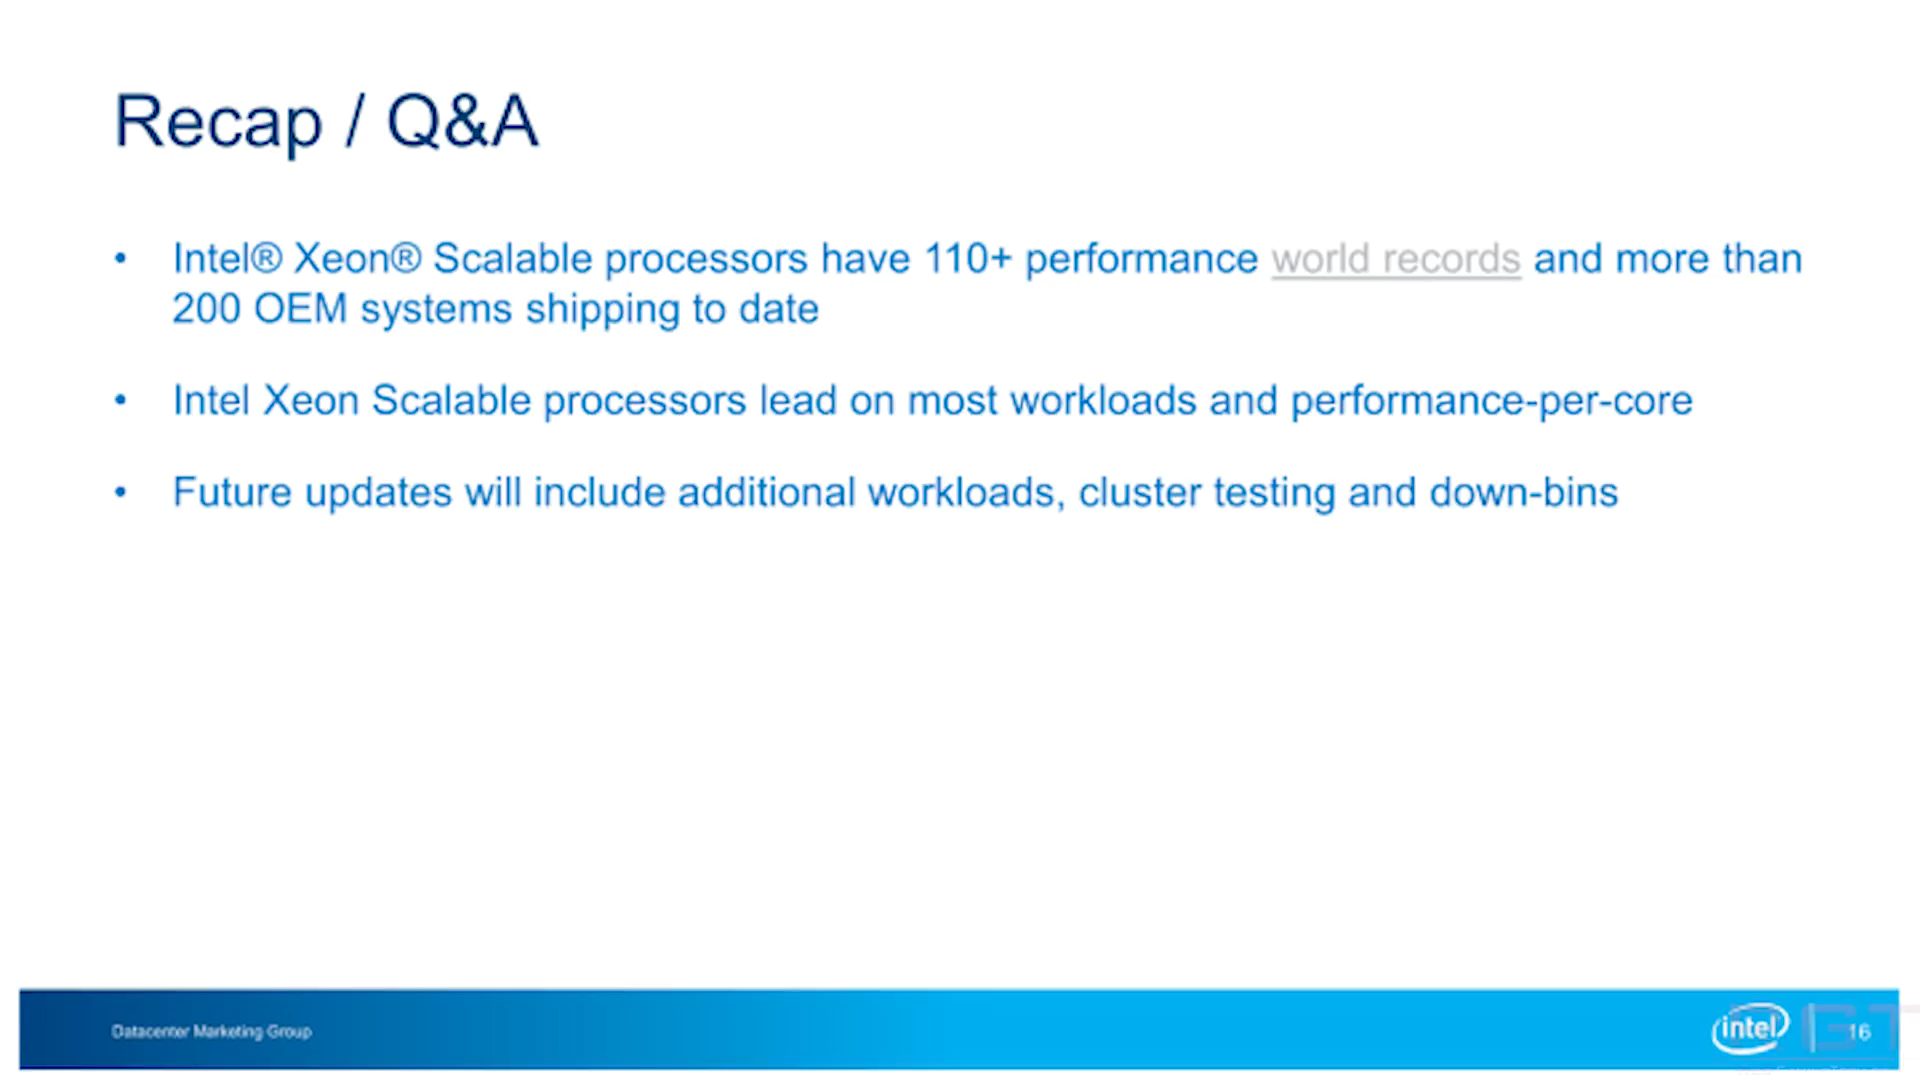 Recap / Q&A
• Intel® Xeon® Scalable processors have 110+ performance world records and more than
200 OEM systems shipping to date
• Intel Xeon Scalable processors lead on most workloads and performance-per-core
• Future updates will include additional workloads, cluster testing and down-bins
Datacenter Marketing Group
intel
16